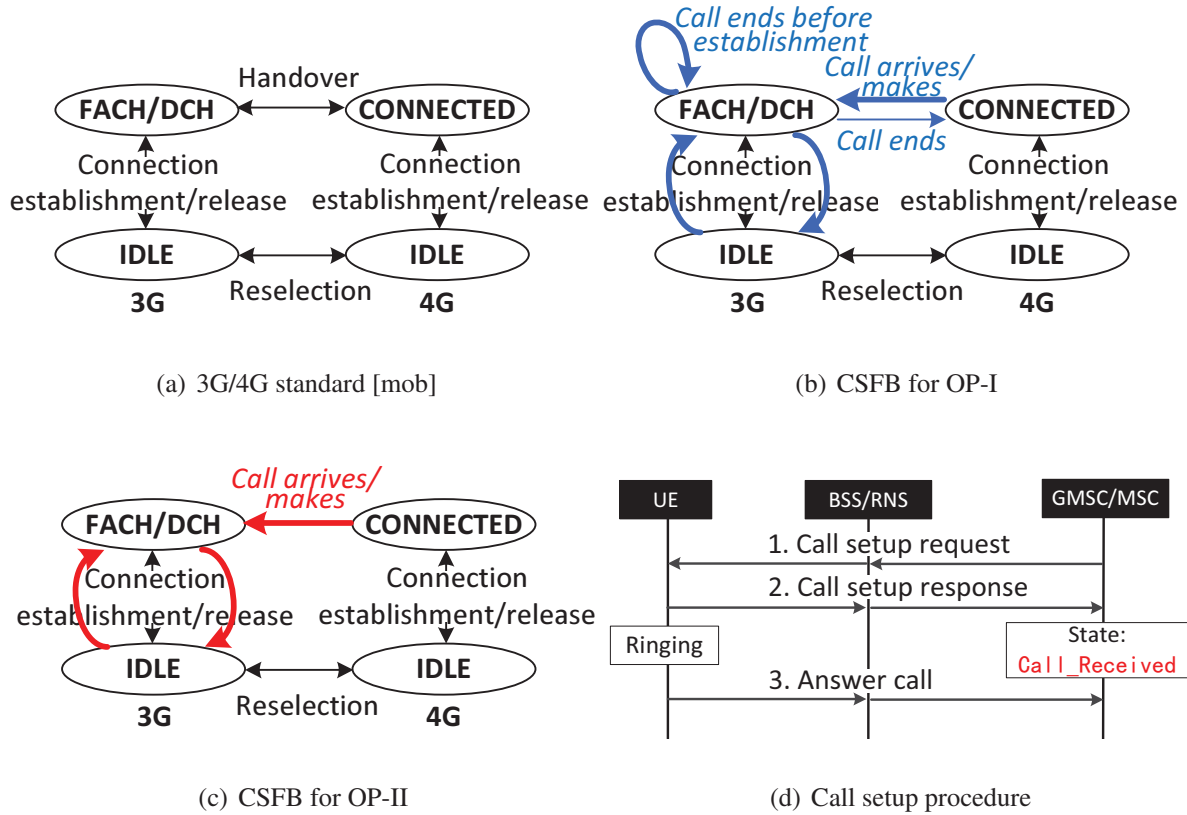 Handover
FACH/DCH
CONNECTED
Connection
establishment/release
Connection
establishment/release
IDLE
IDLE
Reselection
3G
4G
(a) 3G/4G standard [mob]
Call ends before
establishment
Call arrives/
makes
FACH/DCH
CONNECTED
Call ends
Connection
establishment/release
Connection
establishment/release
IDLE
IDLE
Reselection
3G
4G
(b) CSFB for OP-I
Call arrives/
makes
FACH/DCH
CONNECTED
Connection
establishment/release
Connection
establishment/release
IDLE
IDLE
Reselection
3G
4G
(c) CSFB for OP-II
UE
BSS/RNS
GMSC/MSC
1. Call setup request
2. Call setup response
Ringing
State:
Call_Received
3. Answer call
(d) Call setup procedure